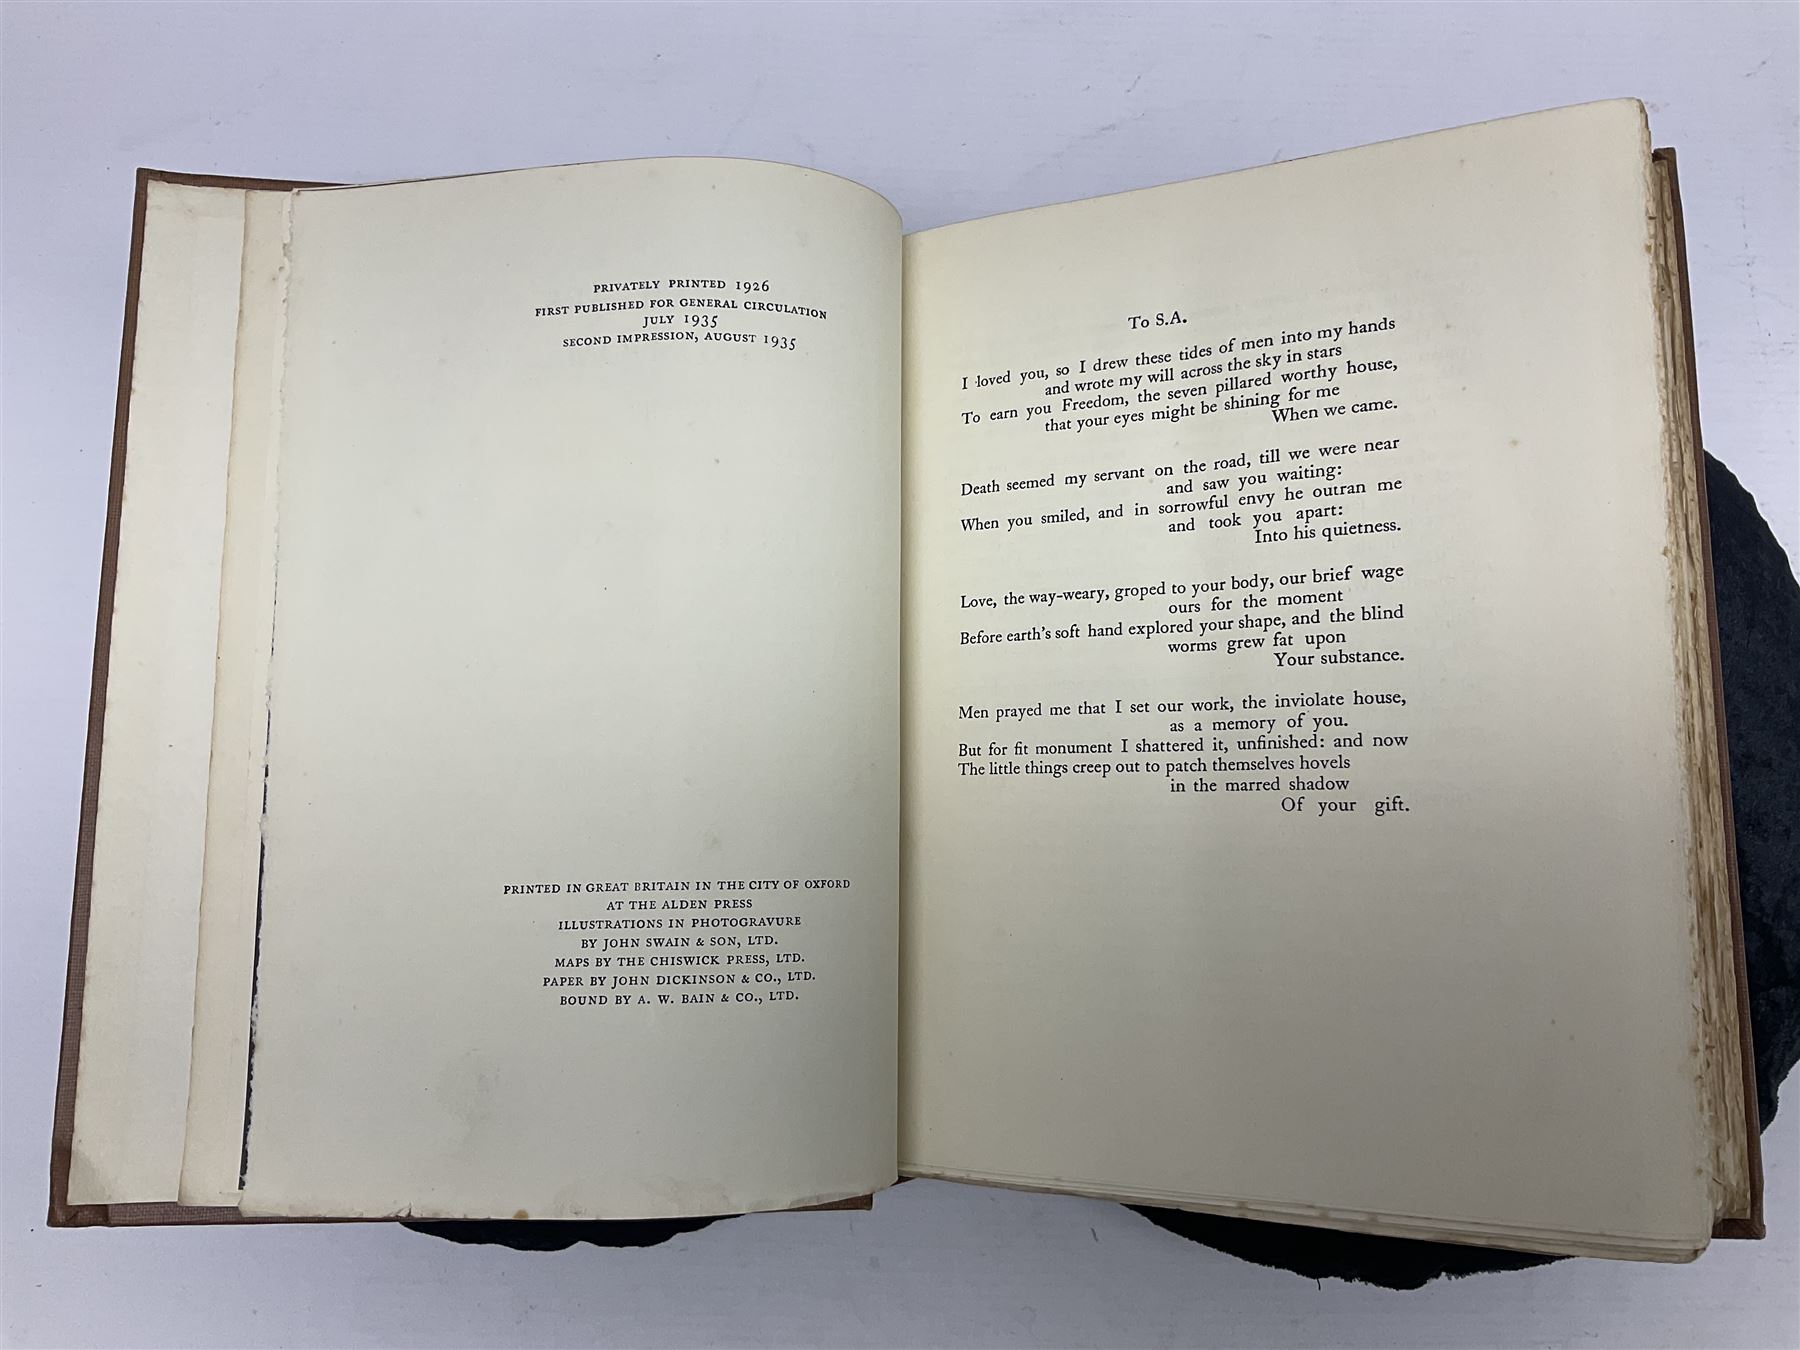 PRIVATELY PRINTED 1926
FIRST PUBLISHED FOR GENERAL CIRCULATION
JULY 1935
SECOND IMPRESSION, AUGUST 1935
PRINTED IN GREAT BRITAIN IN THE CITY OF OXFORD
AT THE ALDEN PRESS
ILLUSTRATIONS IN PHOTOGRAVURE
BY JOHN SWAIN & SON, LTD.
MAPS BY THE CHISWICK PRESS, LTD.
PAPER BY JOHN DICKINSON & CO., LTD.
BOUND BY A. W. BAIN & CO., LTD.
To S.A.
I loved you, so I drew these tides of men into my hands
and wrote my will across the sky in stars
To earn you Freedom, the seven pillared worthy house,
that your eyes might be shining for me
When we came.
Death seemed my servant on the road, till we were near
and saw you waiting:
When you smiled, and in sorrowful envy he outran me
and took you apart:
Into his quietness.
Love, the way-weary, groped to your body, our brief wage
ours for the moment
Before earth's soft hand explored your shape, and the blind
worms grew fat upon
Your substance.
Men prayed me that I set our work, the inviolate house,
as a memory of you.
But for fit monument I shattered it, unfinished: and now
The little things creep out to patch themselves hovels
in the marred shadow
Of your gift.